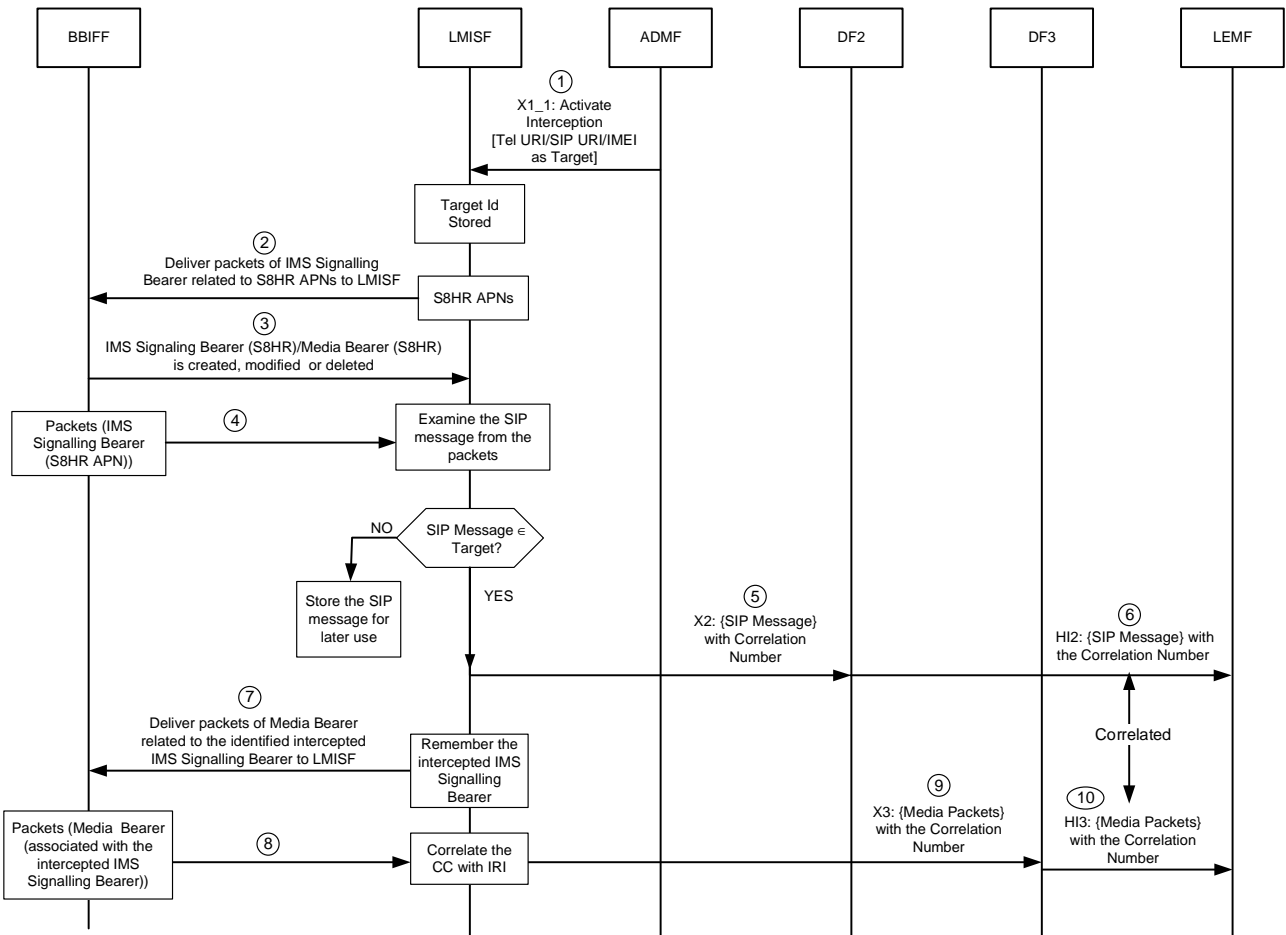 BBIFF
LMISF
ADMF
DF2
DF3
LEMF
1
X1_1: Activate
Interception
[Tel URI/SIP URI/IMEI
as Target]
Target Id
Stored
2
Deliver packets of IMS Signalling
Bearer related to S8HR APNs to LMISF
S8HR APNs
3
IMS Signaling Bearer (S8HR)/Media Bearer (S8HR)
is created, modified or deleted
Packets (IMS
Signalling Bearer
(S8HR APN))
4
Examine the SIP
message from the
packets
NO
SIP Message ∈
Target?
Store the SIP
message for
later use
YES
5
X2: {SIP Message}
with Correlation
Number
6
HI2: {SIP Message} with
the Correlation Number
7
Deliver packets of Media Bearer
related to the identified intercepted
IMS Signalling Bearer to LMISF
Remember the
intercepted IMS
Signalling
Bearer
Correlated
Packets (Media Bearer
(associated with the
intercepted IMS
Signalling Bearer))
8
Correlate the
CC with IRI
9
X3: {Media Packets}
with the Correlation
Number
10
HI3: {Media Packets}
with the Correlation
Number